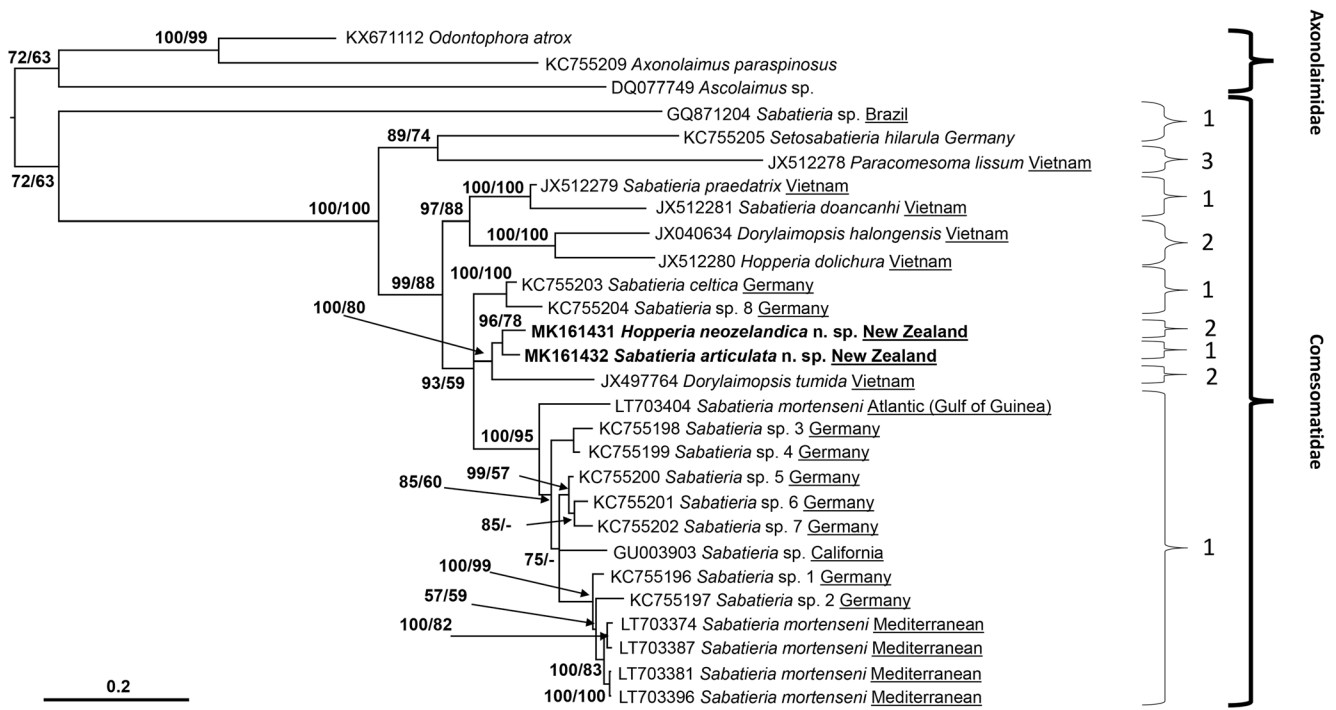 100/99
KX671112 Odontophora atrox
72/63
KC755209 Axonolaimus paraspinosus
DQ077749 Ascolaimus sp.
Axonolaimidae
GQ871204 Sabatieria sp. Brazil
1
89/74
KC755205 Setosabatieria hilarula Germany
JX512278 Paracomesoma lissum Vietnam
3
72/63
100/100
JX512279 Sabatieria praedatrix Vietnam
1
100/100
97/88
JX512281 Sabatieria doancanhi Vietnam
100/100
JX040634 Dorylaimopsis halongensis Vietnam
2
JX512280 Hopperia dolichura Vietnam
99/88
100/100
KC755203 Sabatieria celtica Germany
1
100/80
KC755204 Sabatieria sp. 8 Germany
96/78
MK161431 Hopperia neozelandica n. sp. New Zealand
2
MK161432 Sabatieria articulata n. sp. New Zealand
1
93/59
JX497764 Dorylaimopsis tumida Vietnam
2
Comesomatidae
LT703404 Sabatieria mortenseni Atlantic (Gulf of Guinea)
100/95
KC755198 Sabatieria sp. 3 Germany
KC755199 Sabatieria sp. 4 Germany
99/57
KC755200 Sabatieria sp. 5 Germany
85/60
KC755201 Sabatieria sp. 6 Germany
85/-
KC755202 Sabatieria sp. 7 Germany
75/-
GU003903 Sabatieria sp. California
1
100/99
KC755196 Sabatieria sp. 1 Germany
57/59
KC755197 Sabatieria sp. 2 Germany
100/82
LT703374 Sabatieria mortenseni Mediterranean
LT703387 Sabatieria mortenseni Mediterranean
100/83
LT703381 Sabatieria mortenseni Mediterranean
100/100
LT703396 Sabatieria mortenseni Mediterranean
0.2